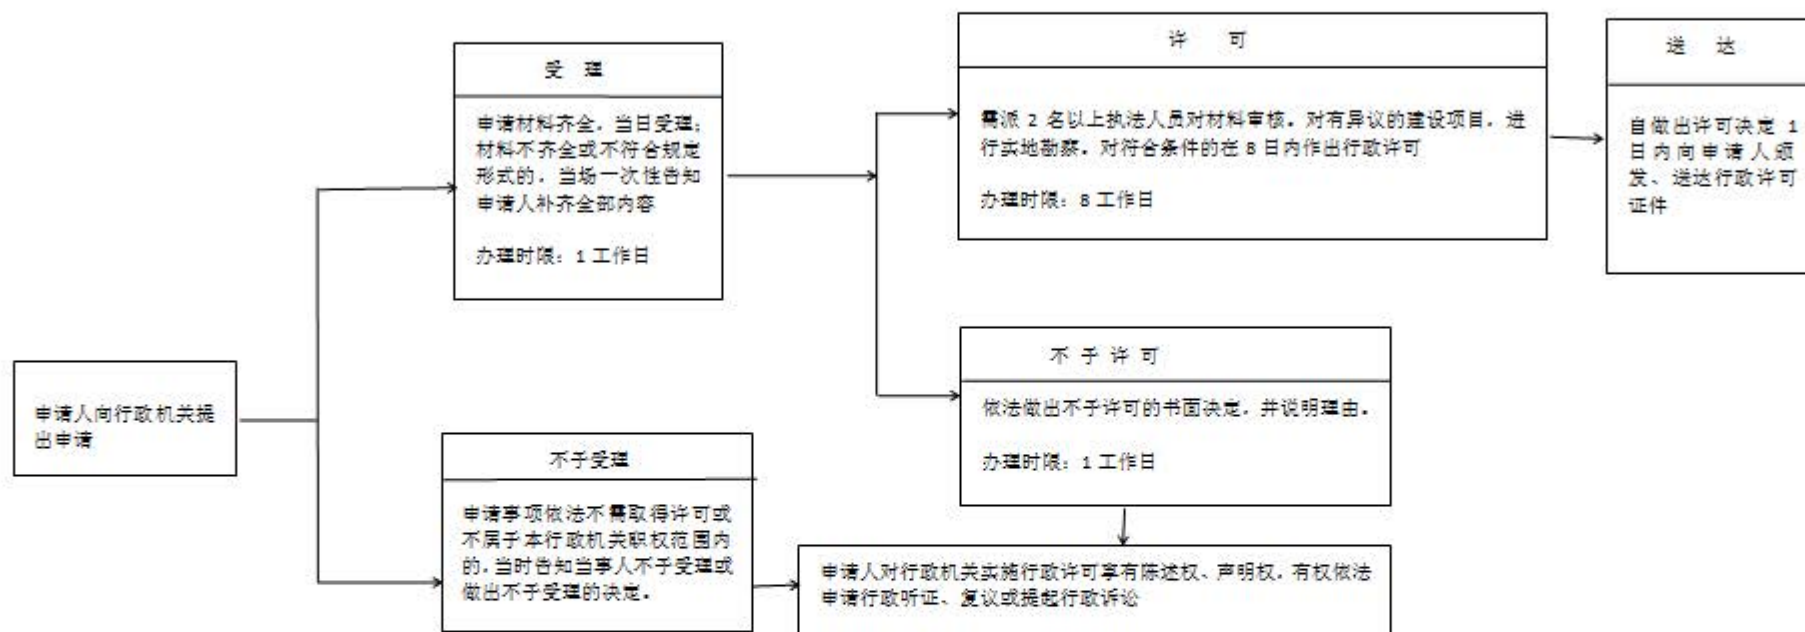 申请人向行政机关提
出申请
受 理
申请材料齐全，当日受理；
材料不齐全或不符合规定
形式的，当场一次性告知
申请人补齐全部内容
办理时限：1 工作日
不予受理
申请事项依法不需取得许可或
不属于本行政机关职权范围内
的，当时告知当事人不予受理或
做出不予受理的决定。
许 可
需派 2 名以上执法人员对材料审核。对有异议的建设项目，进
行实地勘察。对符合条件的在 8 日内作出行政许可
办理时限：8 工作日
不 予 许 可
依法做出不予许可的书面决定，并说明理由。
办理时限：1 工作日
申请人对行政机关实施行政许可享有陈述权、声明权，有权依法
申请行政听证、复议或提起行政诉讼
送 达
自做出许可决定 1
日内向申请人颁
发、送达行政许可
证件